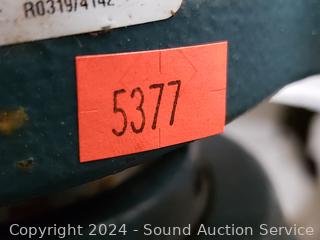 R0319/4142
5377
Copyright 2024 - Sound Auction Service